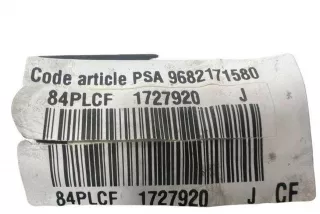 Code article PSA 9682171580
84PLCF 1727920 J
84PLCF 1727920 J CF